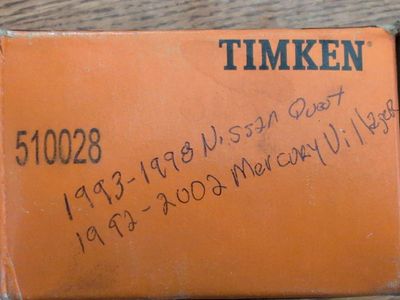 TIMKEN
510028
1993-1998 Nissan Quest
1992-2002 Mercury Villager